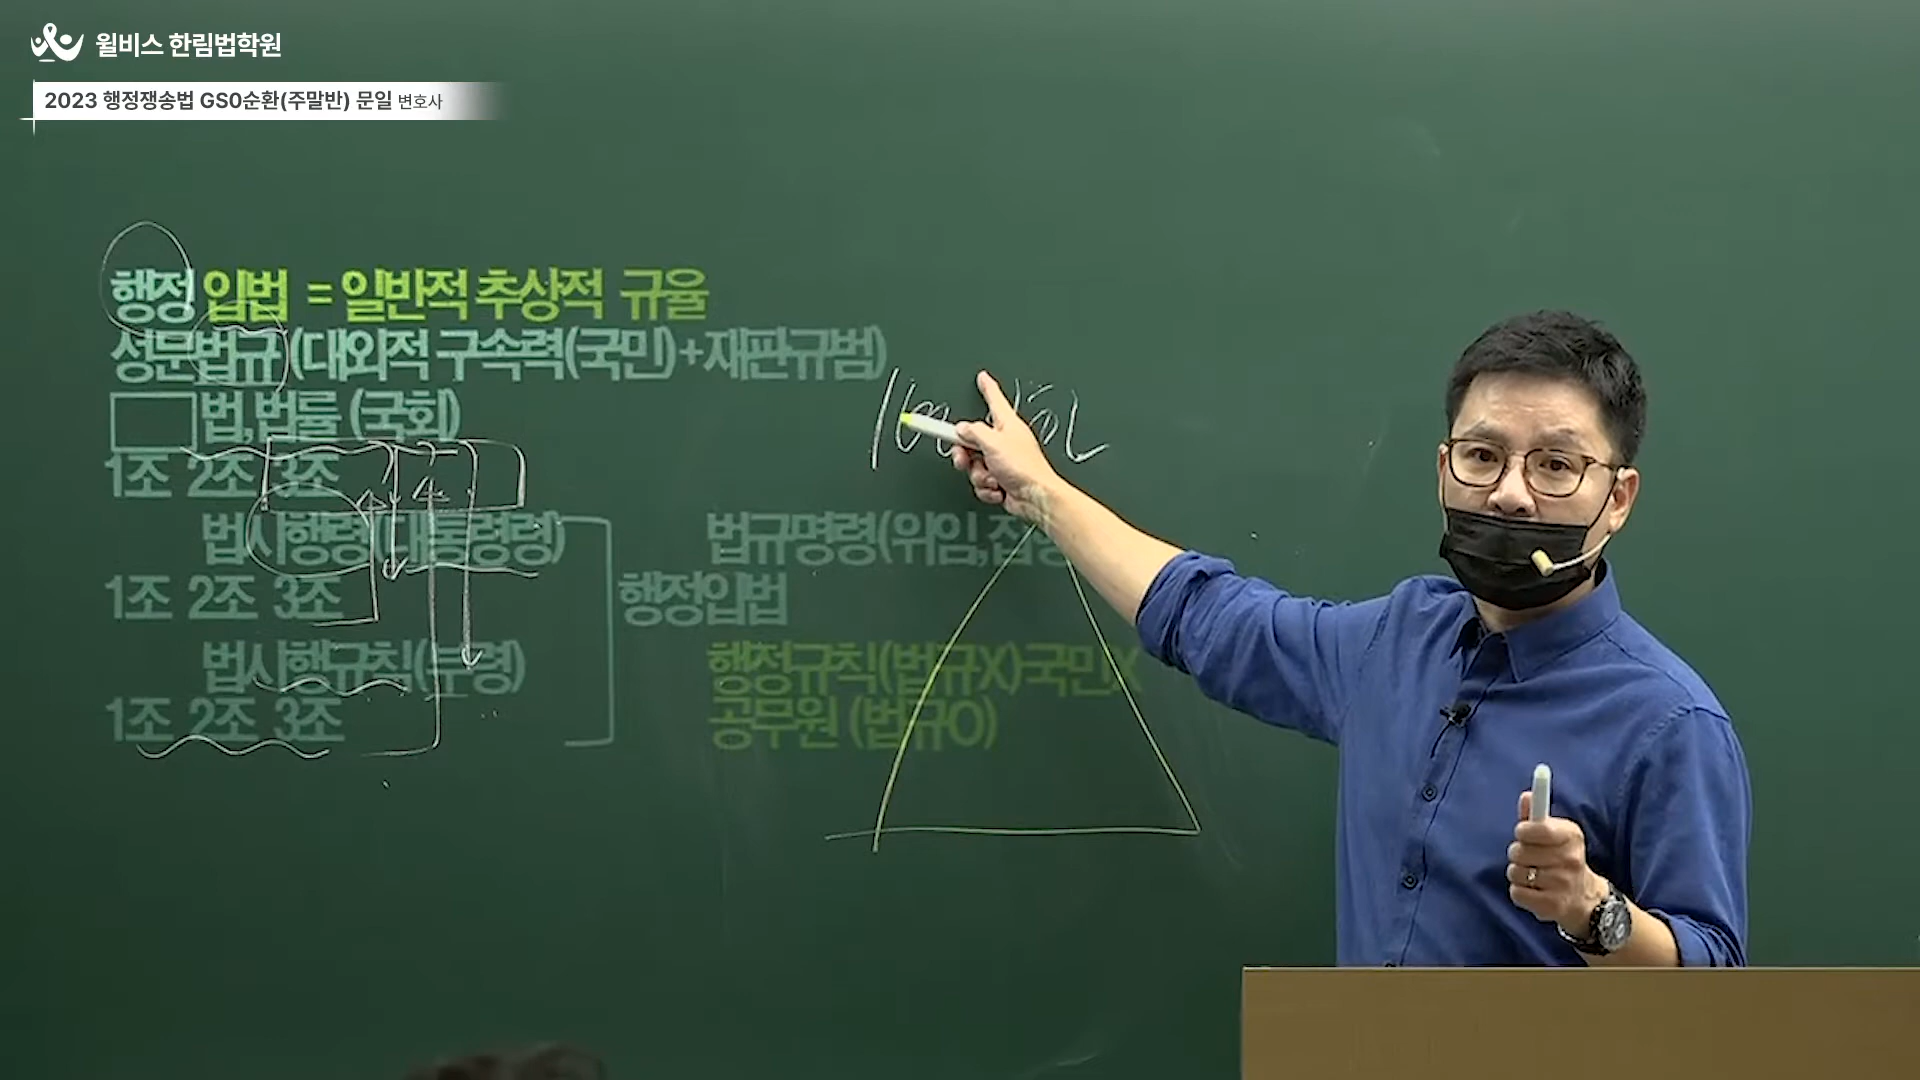 윌비스 한림법학원
2023 행정쟁송법 GS0순환(주말반) 문일 변호사
행정 입법 = 일반적 추상적 규율
성문법규 (대외적 구속력(국민)+재판규범)
법,법률 (국회)
1조 2조 3조
법시행령(대통령령)
법규명령(위임,집행
1조 2조 3조
행정입법
법시행규칙(부령)
행정규칙(법규X)국민X
1조 2조 3조
공무원 (법규O)